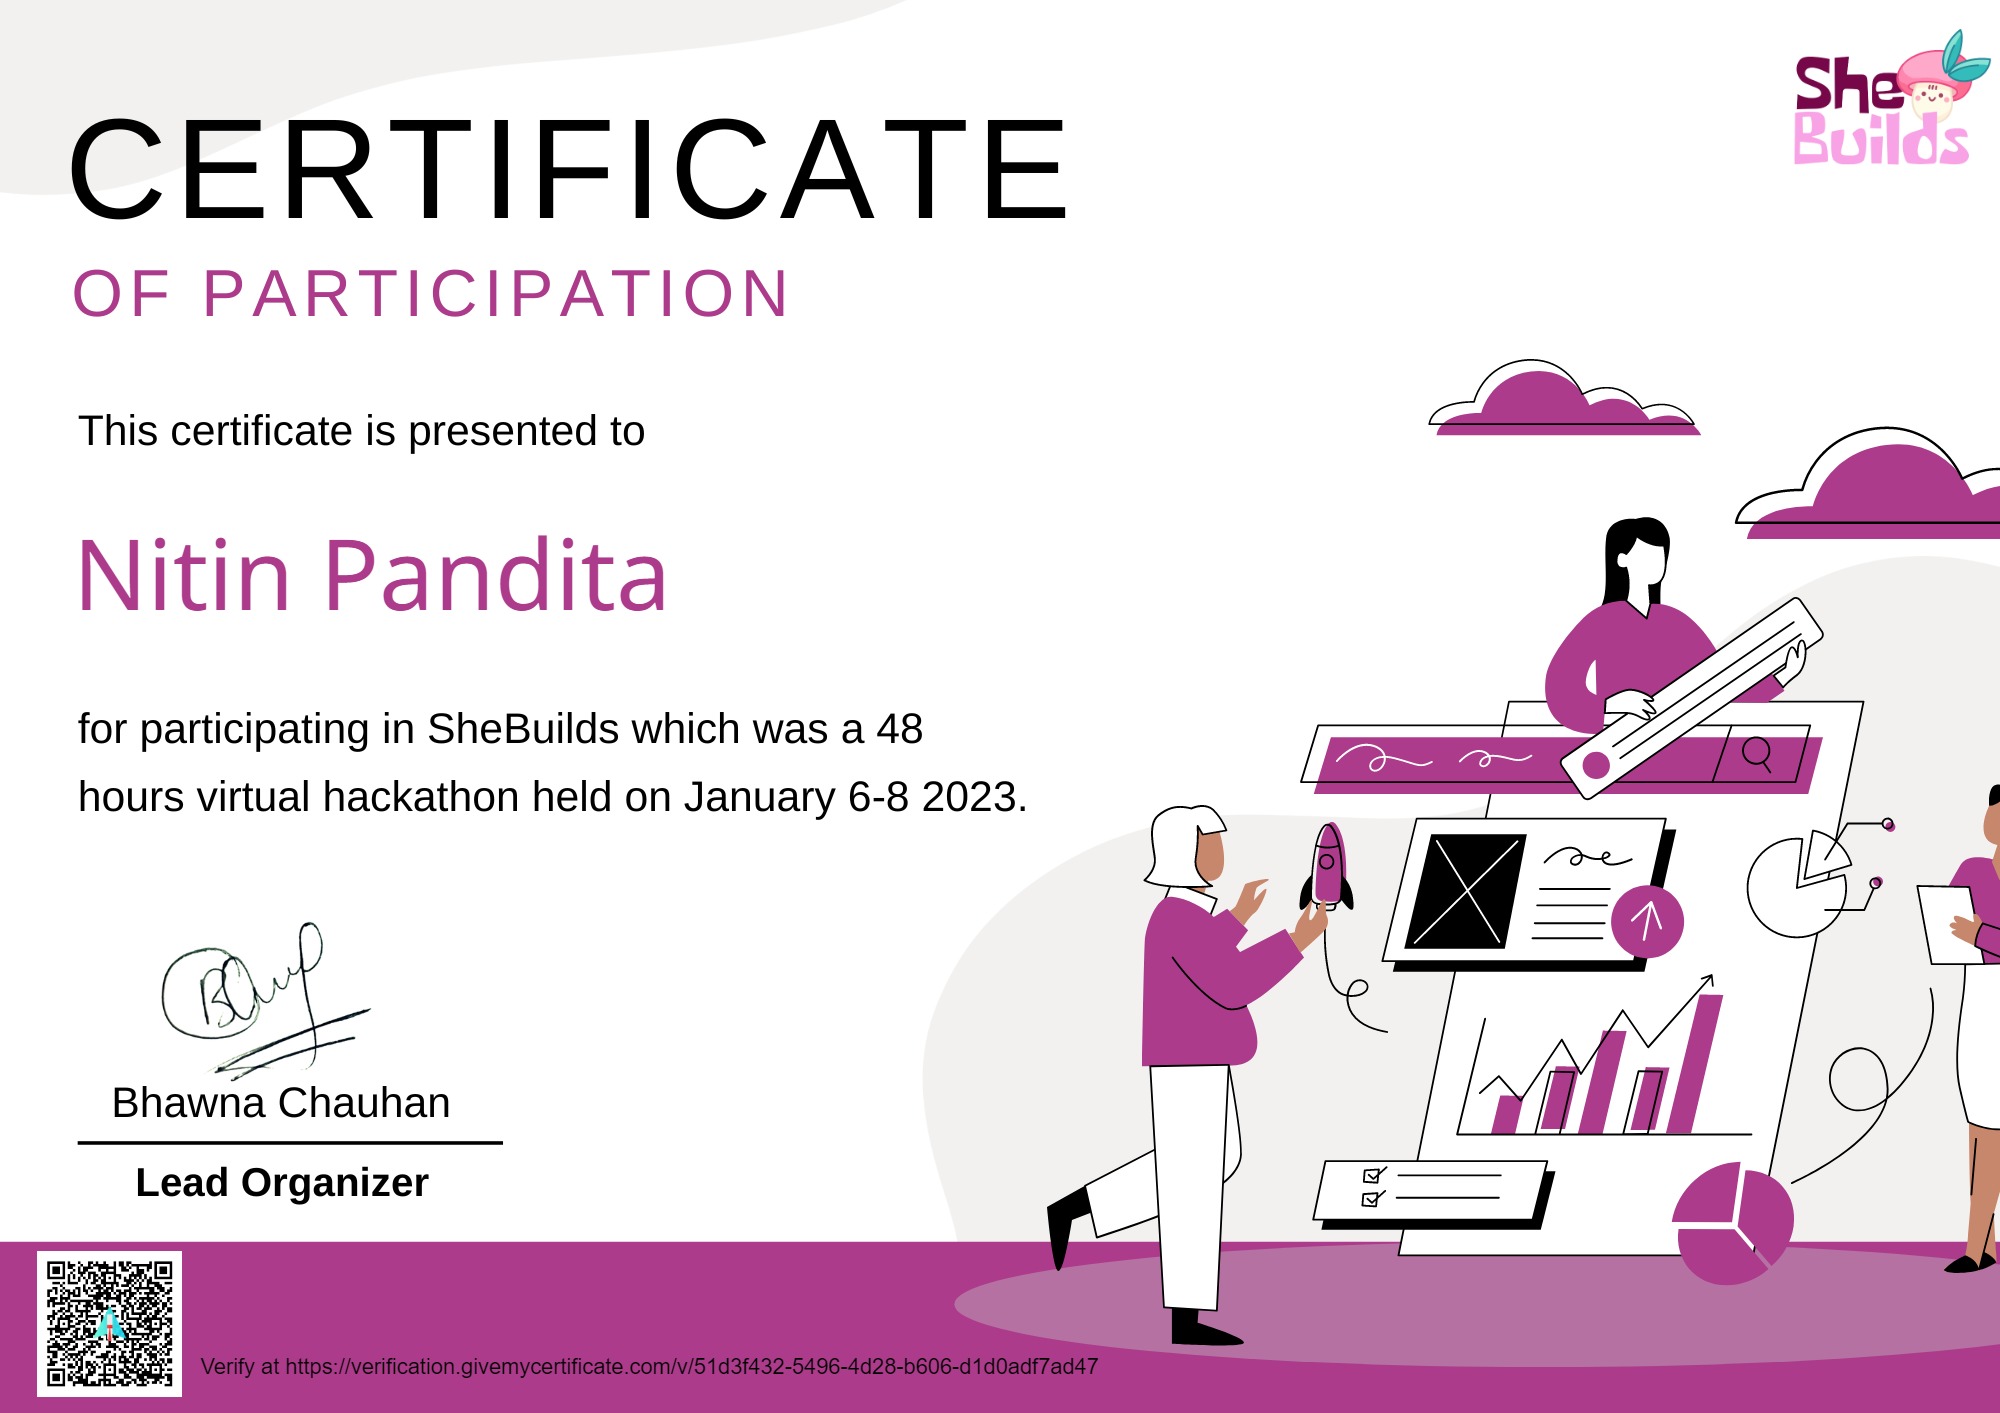 She
Builds
CERTIFICATE
OF PARTICIPATION
This certificate is presented to
Nitin Pandita
for participating in SheBuilds which was a 48
hours virtual hackathon held on January 6-8 2023.
Bhawna Chauhan
Lead Organizer
Verify at https://verification.givemycertificate.com/v/51d3f432-5496-4d28-b606-d1d0adf7ad47